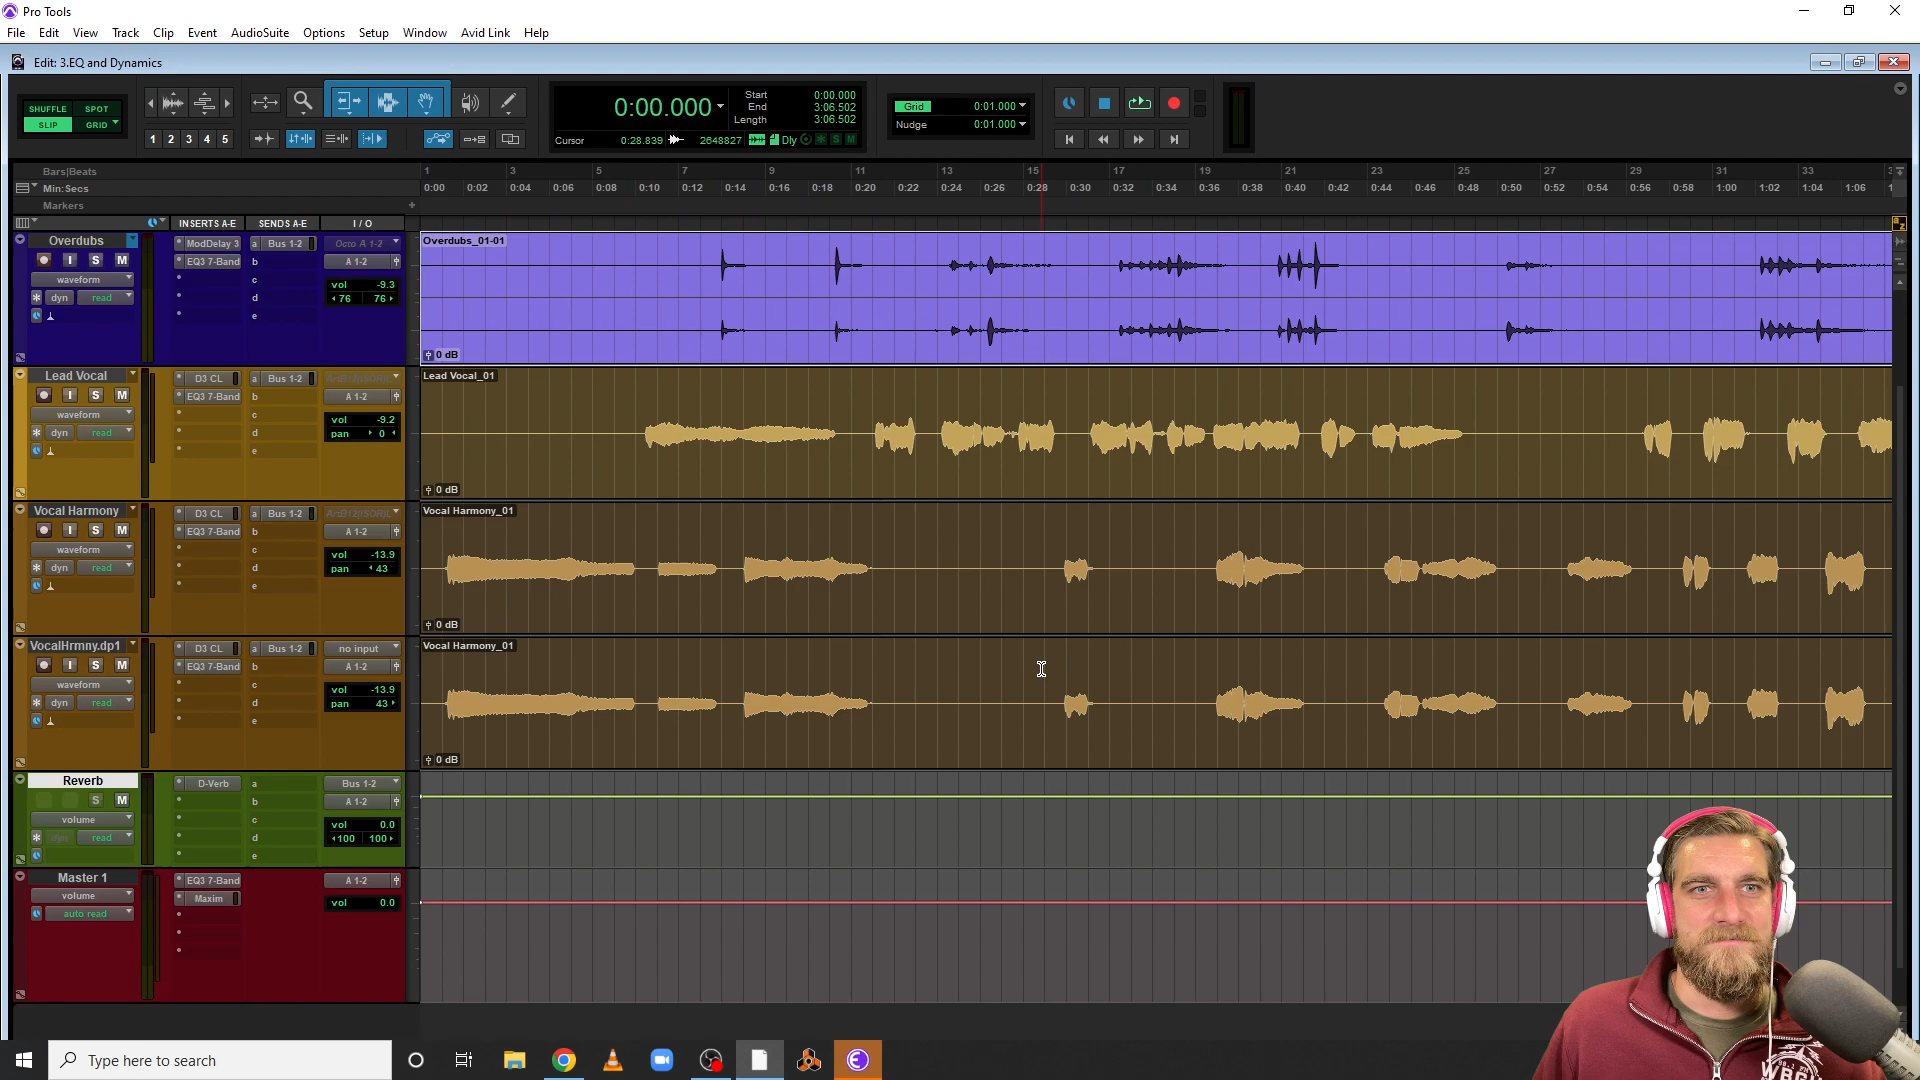 Pro Tools
File Edit View Track Clip Event AudioSuite Options Setup Window Avid Link Help
Edit: 3.EQ and Dynamics
SHUFFLE SPOT
SLIP GRID
1 2 3 4 5
0:00.000
Start 0:00.000
End 3:06.502
Length 3:06.502
Cursor 0:28.839 2648827 Dly S M
Grid 0:01.000
Nudge 0:01.000
Bars|Beats 1 3 5 7 9 11 13 15 17 19 21 23 25 27 29 31 33
Min:Secs 0:00 0:02 0:04 0:06 0:08 0:10 0:12 0:14 0:16 0:18 0:20 0:22 0:24 0:26 0:28 0:30 0:32 0:34 0:36 0:38 0:40 0:42 0:44 0:46 0:48 0:50 0:52 0:54 0:56 0:58 1:00 1:02 1:04 1:06
Markers
INSERTS A-E SENDS A-E I / O
a z
Overdubs ModDelay 3 a Bus 1-2 Octo A 1-2 Overdubs_01-01
I S M EQ3 7-Band b A 1-2
waveform c vol -9.3
dyn read d 76 76
e
0 dB
Lead Vocal D3 CL a Bus 1-2 Lead Vocal_01
I S M EQ3 7-Band b A 1-2
waveform c vol -9.2
dyn read d pan 0
e
0 dB
Vocal Harmony D3 CL a Bus 1-2 Vocal Harmony_01
I S M EQ3 7-Band b A 1-2
waveform c vol -13.9
dyn read d pan 43
e
0 dB
VocalHrmny.dp1 D3 CL a Bus 1-2 no input Vocal Harmony_01
I S M EQ3 7-Band b A 1-2
waveform c vol -13.9
dyn read d pan 43
e
0 dB
Reverb D-Verb a Bus 1-2
S M b A 1-2
volume c vol 0.0
dyn read d 100 100
e
Master 1 EQ3 7-Band A 1-2
volume Maxim vol 0.0
auto read
Type here to search